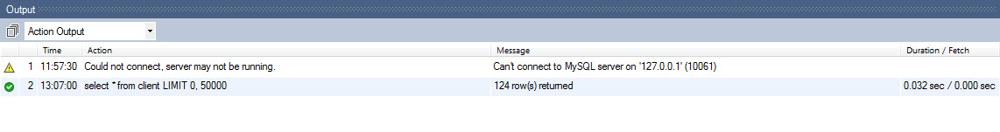 Output
Action Output
Time Action Message Duration / Fetch
1 11:57:30 Could not connect, server may not be running. Can't connect to MySQL server on '127.0.0.1' (10061)
2 13:07:00 select * from client LIMIT 0, 50000 124 row(s) returned 0.032 sec / 0.000 sec